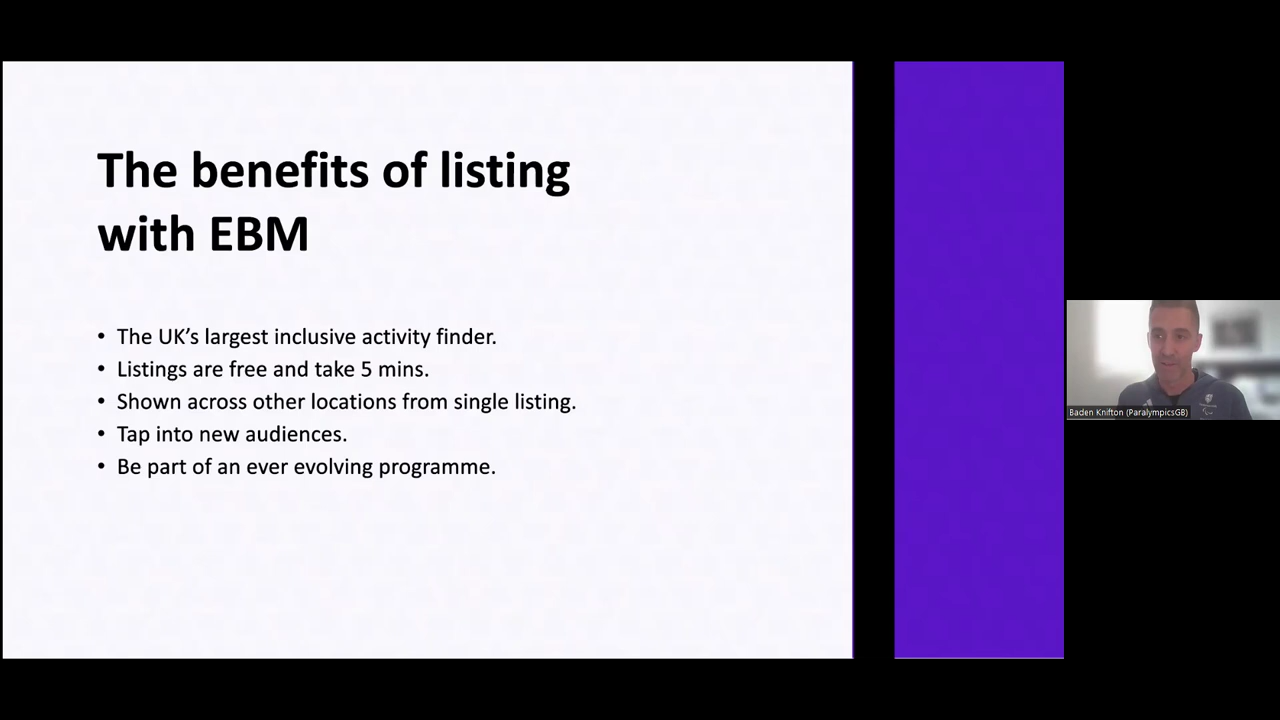 The benefits of listing
with EBM
• The UK’s largest inclusive activity finder.
• Listings are free and take 5 mins.
• Shown across other locations from single listing.
• Tap into new audiences.
• Be part of an ever evolving programme.
Baden Knifton (ParalympicsGB)